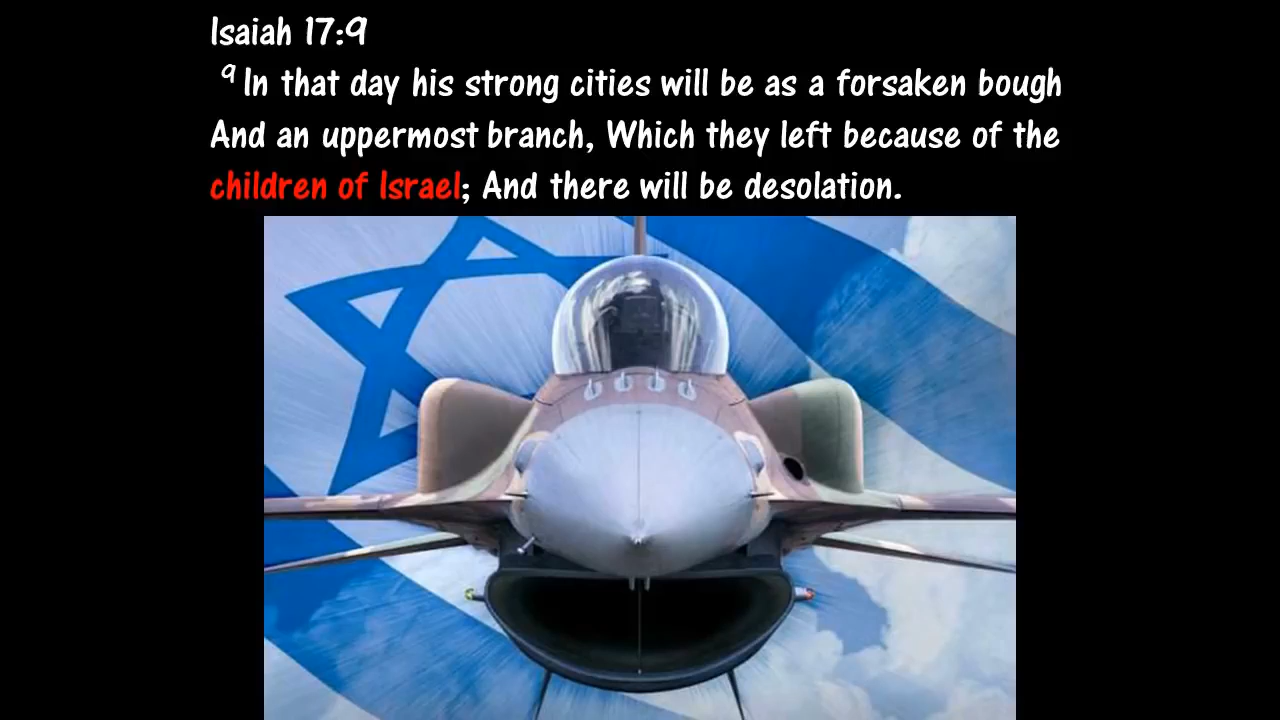 Isaiah 17:9
9 In that day his strong cities will be as a forsaken bough
And an uppermost branch, Which they left because of the
children of Israel; And there will be desolation.